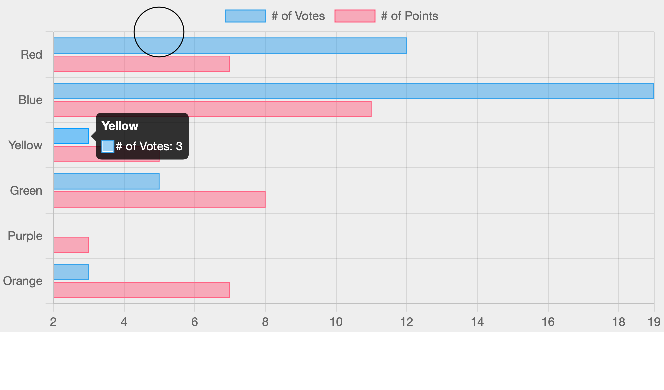 # of Votes # of Points
Red
Blue
Yellow
Yellow
# of Votes: 3
Green
Purple
Orange
2 4 6 8 10 12 14 16 18 19